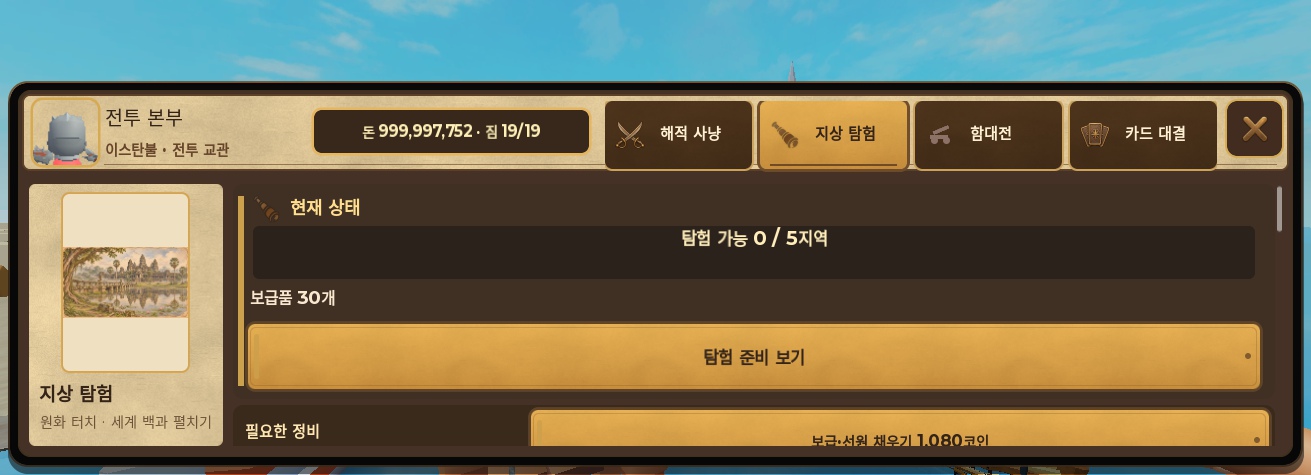 전투 본부
이스탄불 • 전투 교관
돈 999,997,752 · 짐 19/19
해적 사냥
지상 탐험
함대전
카드 대결
지상 탐험
원화 터치 · 세계 백과 펼치기
현재 상태
탐험 가능 0 / 5지역
보급품 30개
탐험 준비 보기
필요한 정비
보급·선원 채우기 1,080코인